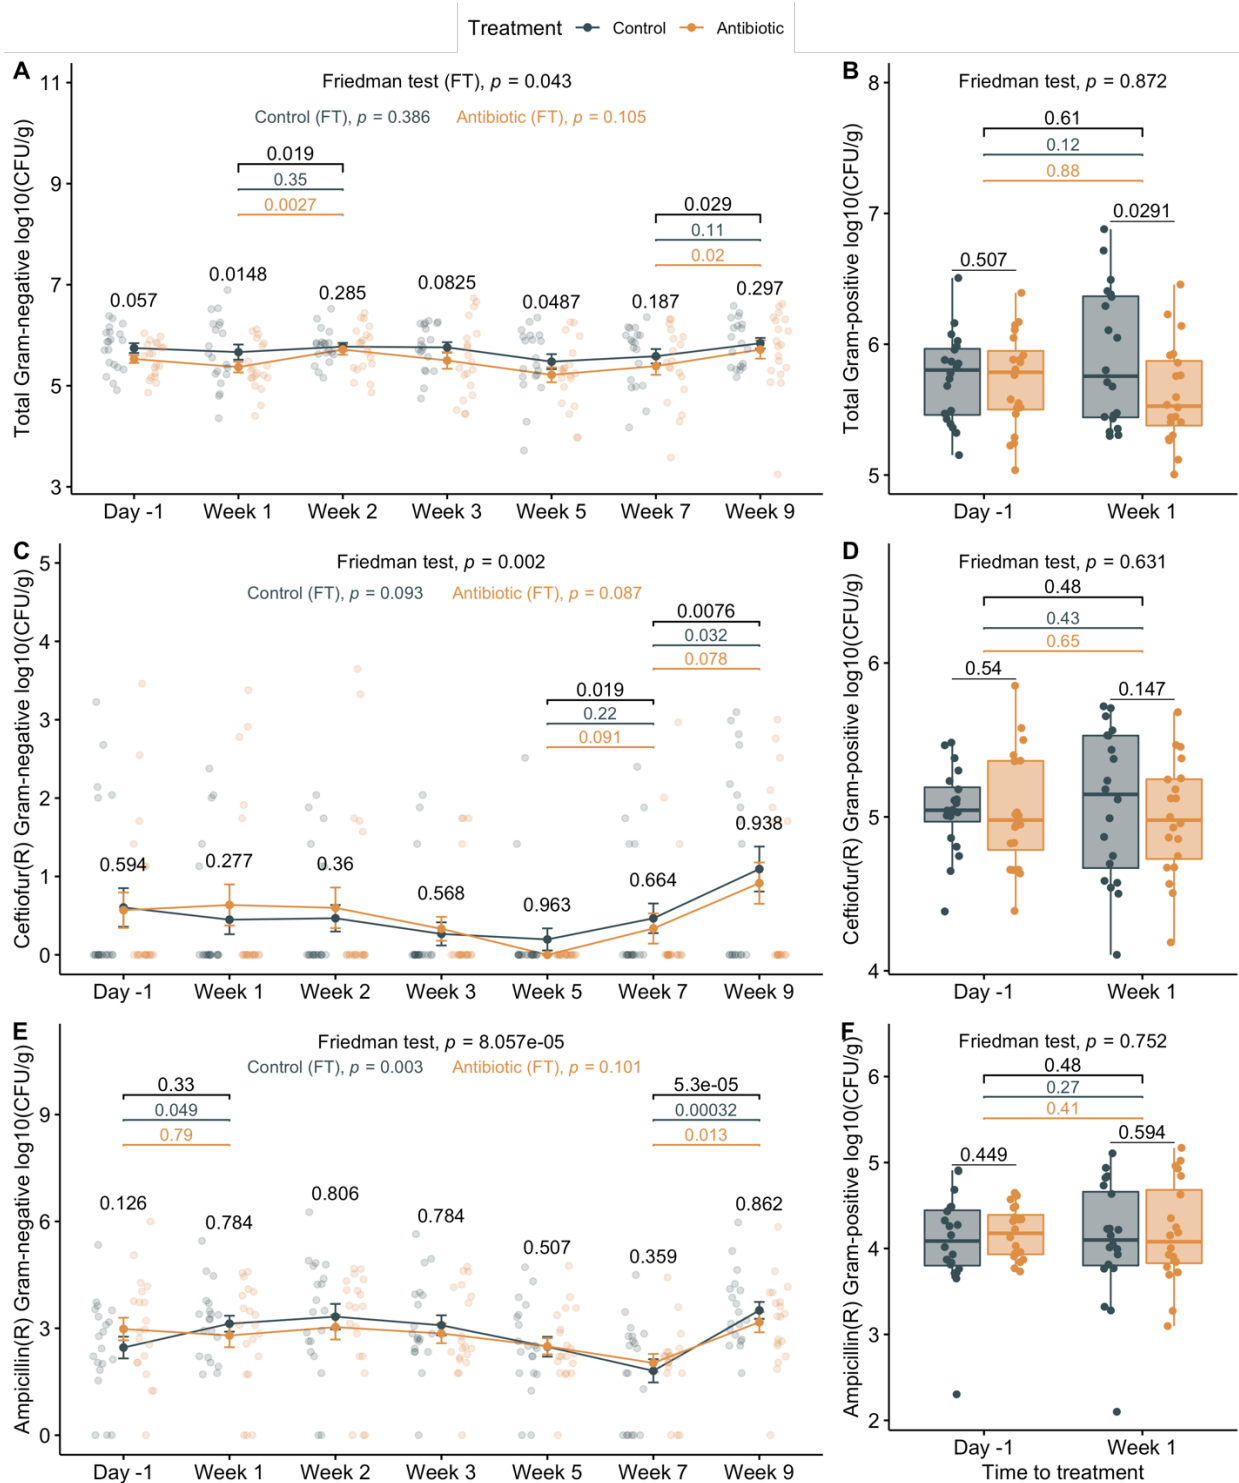 Treatment Control Antibiotic
A
Friedman test (FT), p = 0.043
Control (FT), p = 0.386 Antibiotic (FT), p = 0.105
0.019
0.35
0.0027
0.029
0.11
0.02
0.057
0.0148
0.285
0.0825
0.0487
0.187
0.297
Total Gram-negative log10(CFU/g)
11
9
7
5
3
Day -1 Week 1 Week 2 Week 3 Week 5 Week 7 Week 9
B
Friedman test, p = 0.872
0.61
0.12
0.88
0.507
0.0291
Total Gram-positive log10(CFU/g)
8
7
6
5
Day -1 Week 1
C
Friedman test, p = 0.002
Control (FT), p = 0.093 Antibiotic (FT), p = 0.087
0.0076
0.032
0.078
0.019
0.22
0.091
0.594
0.277
0.36
0.568
0.963
0.664
0.938
Ceftiofur(R) Gram-negative log10(CFU/g)
5
4
3
2
1
0
Day -1 Week 1 Week 2 Week 3 Week 5 Week 7 Week 9
D
Friedman test, p = 0.631
0.48
0.43
0.65
0.54
0.147
Ceftiofur(R) Gram-positive log10(CFU/g)
6
5
4
Day -1 Week 1
E
Friedman test, p = 8.057e-05
Control (FT), p = 0.003 Antibiotic (FT), p = 0.101
0.33
0.049
0.79
5.3e-05
0.00032
0.013
0.126
0.784
0.806
0.784
0.507
0.359
0.862
Ampicillin(R) Gram-negative log10(CFU/g)
9
6
3
0
Day -1 Week 1 Week 2 Week 3 Week 5 Week 7 Week 9
F
Friedman test, p = 0.752
0.48
0.27
0.41
0.449
0.594
Ampicillin(R) Gram-positive log10(CFU/g)
6
5
4
3
2
Day -1 Week 1
Time to treatment